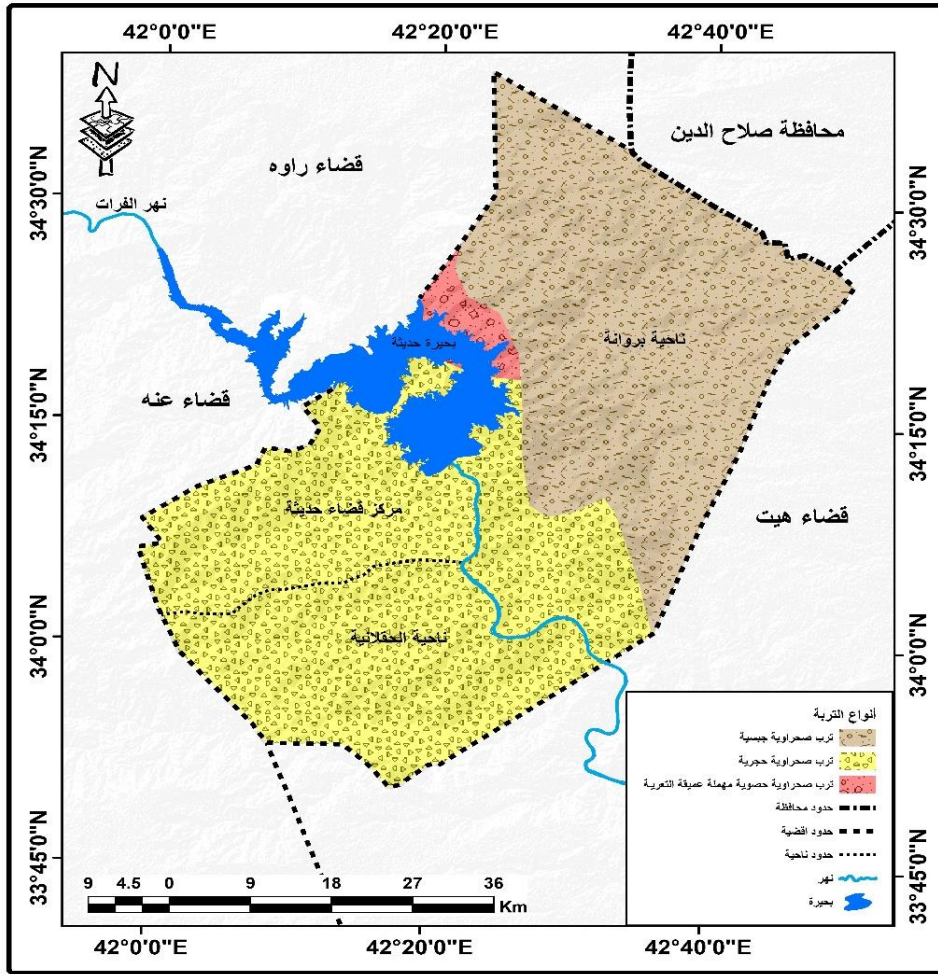 42°0'0"E
42°20'0"E
42°40'0"E
N
محافظة صلاح الدين
قضاء راوه
34°30'0"N
34°30'0"N
نهر الفرات
ناحية بروانة
بحيرة حديثة
قضاء عنه
34°15'0"N
34°15'0"N
مركز قضاء حديثة
قضاء هيت
ناحية الحقلانية
34°0'0"N
34°0'0"N
أنواع التربة
ترب صحراوية جبسية
ترب صحراوية حجرية
ترب صحراوية حصوية مهملة عميقة التعرية
حدود محافظة
حدود اقضية
حدود ناحية
نهر
بحيرة
33°45'0"N
33°45'0"N
9 4.5 0 9 18 27 36
Km
42°0'0"E
42°20'0"E
42°40'0"E